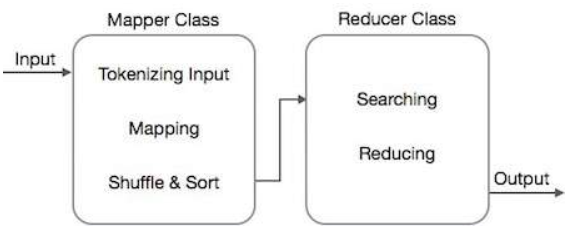 Mapper Class
Reducer Class
Input
Tokenizing Input
Mapping
Shuffle & Sort
Searching
Reducing
Output